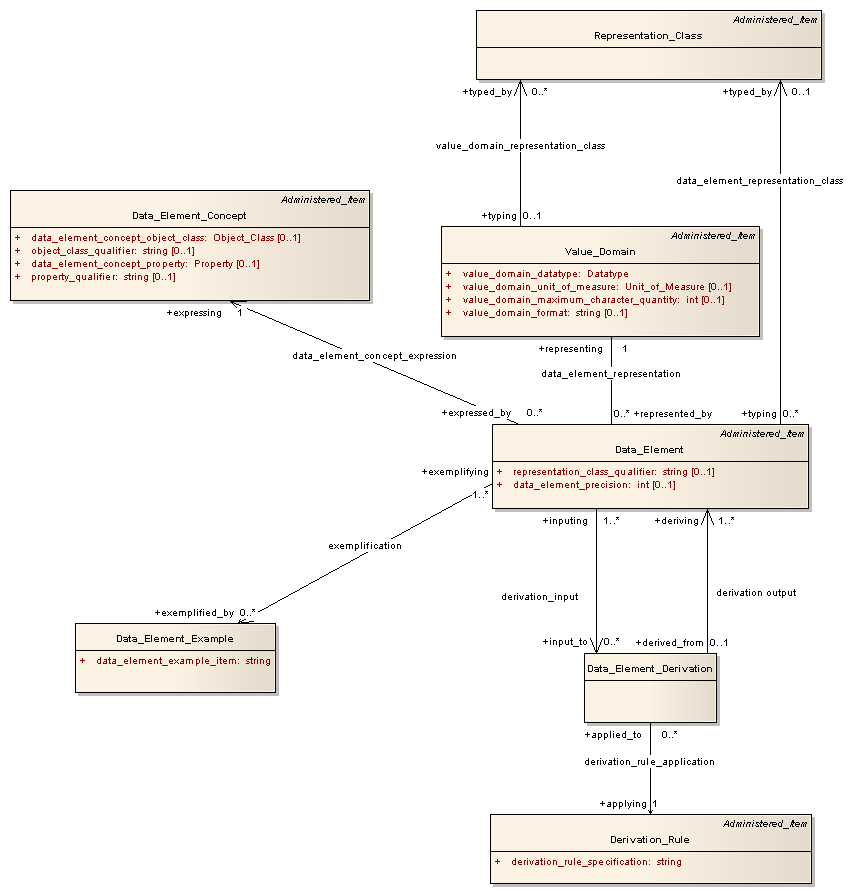 Administered_Item
Representation_Class
+typed_by 0..*
+typed_by 0..1
value_domain_representation_class
data_element_representation_class
Administered_Item
Data_Element_Concept
+ data_element_concept_object_class: Object_Class [0..1]
+ object_class_qualifier: string [0..1]
+ data_element_concept_property: Property [0..1]
+ property_qualifier: string [0..1]
+typing 0..1
Administered_Item
Value_Domain
+ value_domain_datatype: Datatype
+ value_domain_unit_of_measure: Unit_of_Measure [0..1]
+ value_domain_maximum_character_quantity: int [0..1]
+ value_domain_format: string [0..1]
+expressing 1
+representing 1
data_element_concept_expression
data_element_representation
+expressed_by 0..*
0..* +represented_by
+typing 0..*
Administered_Item
Data_Element
+ representation_class_qualifier: string [0..1]
+ data_element_precision: int [0..1]
+exemplifying
1..*
+inputing 1..*
+deriving 1..*
exemplification
derivation_input
derivation output
+exemplified_by 0..*
Data_Element_Example
+ data_element_example_item: string
+input_to 0..*
+derived_from 0..1
Data_Element_Derivation
+applied_to 0..*
derivation_rule_application
+applying 1
Administered_Item
Derivation_Rule
+ derivation_rule_specification: string